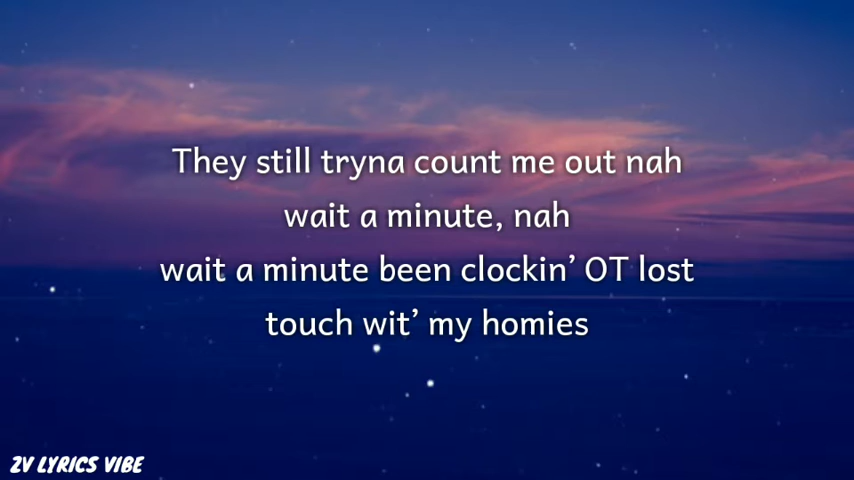 They still tryna count me out nah
wait a minute, nah
wait a minute been clockin’ OT lost
touch wit’ my homies
ZV LYRICS VIBE